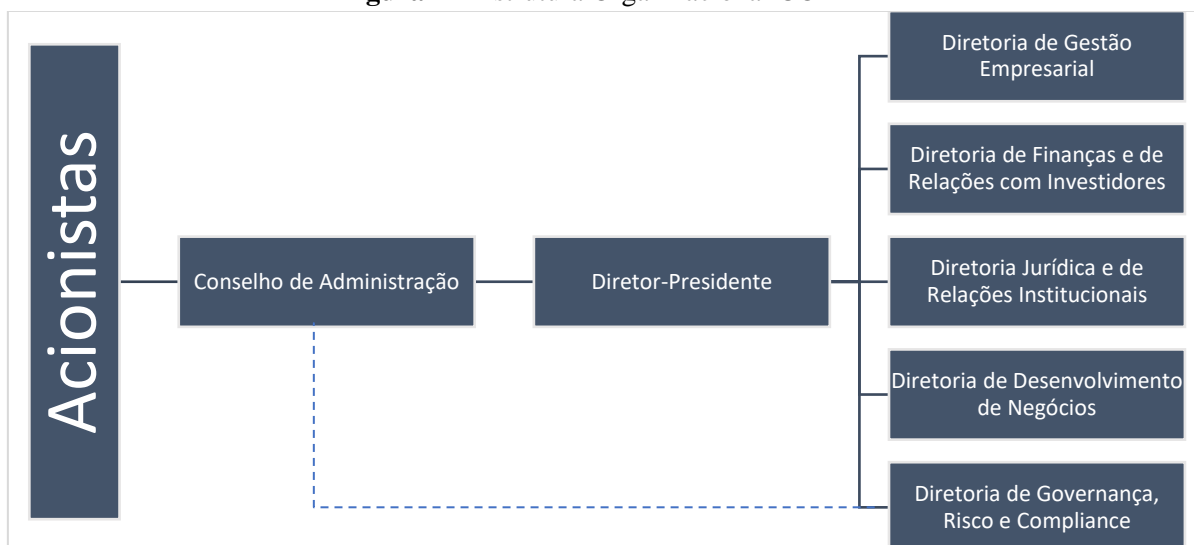 Acionistas
Conselho de Administração
Diretor-Presidente
Diretoria de Gestão
Empresarial
Diretoria de Finanças e de
Relações com Investidores
Diretoria Jurídica e de
Relações Institucionais
Diretoria de Desenvolvimento
de Negócios
Diretoria de Governança,
Risco e Compliance